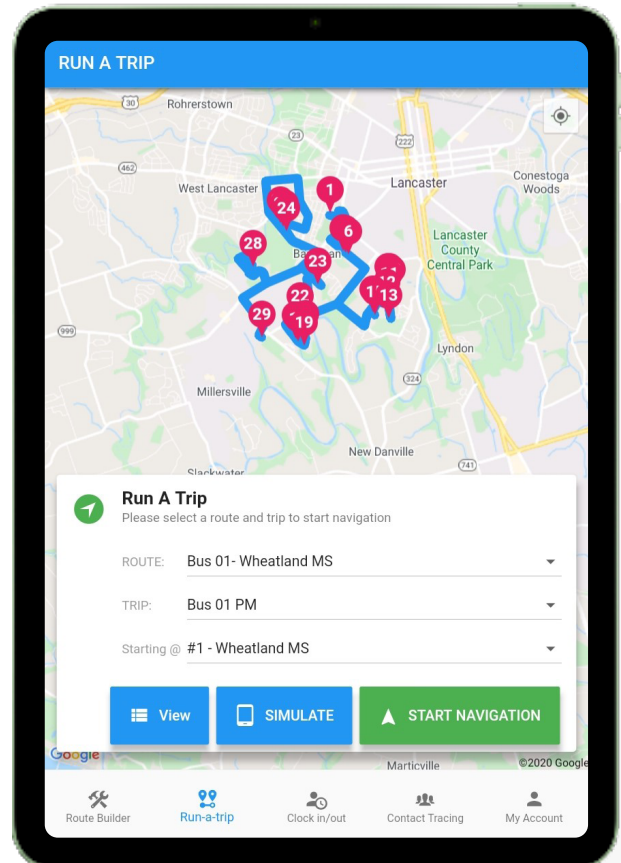 RUN A TRIP
30
Rohrerstown
23
222
462
West Lancaster
Lancaster
Conestoga
Woods
1
24
6
Lancaster
County
Central Park
28
23
22
13
29
19
999
Lyndon
324
Millersville
New Danville
741
Slackwater
Run A Trip
Please select a route and trip to start navigation
ROUTE: Bus 01- Wheatland MS
TRIP: Bus 01 PM
Starting @ #1 - Wheatland MS
View SIMULATE START NAVIGATION
Google
Marticville
©2020 Google
Route Builder Run-a-trip Clock in/out Contact Tracing My Account